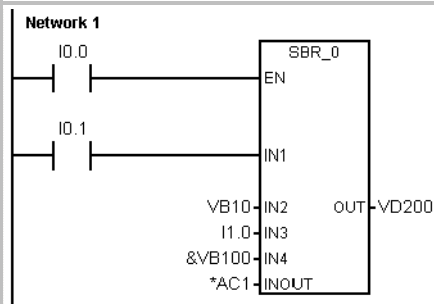 Network 1
I0.0
SBR_0
EN
I0.1
IN1
VB10 IN2 OUT VD200
I1.0 IN3
&VB100 IN4
*AC1 INOUT